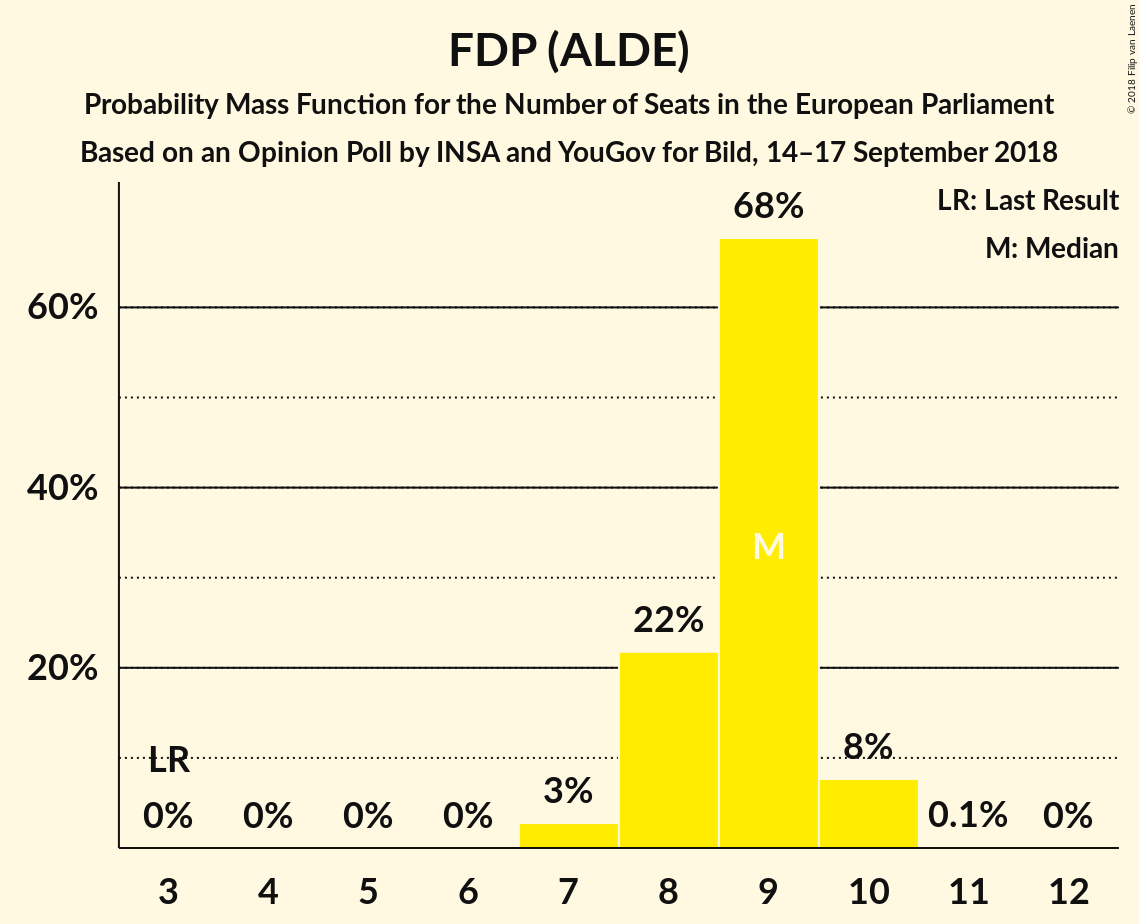 FDP (ALDE)
Probability Mass Function for the Number of Seats in the European Parliament
Based on an Opinion Poll by INSA and YouGov for Bild, 14–17 September 2018
© 2018 Filip van Laenen
LR: Last Result
M: Median
68%
60%
40%
M
22%
20%
LR
8%
3%
0% 0% 0% 0% 0.1% 0%
3 4 5 6 7 8 9 10 11 12